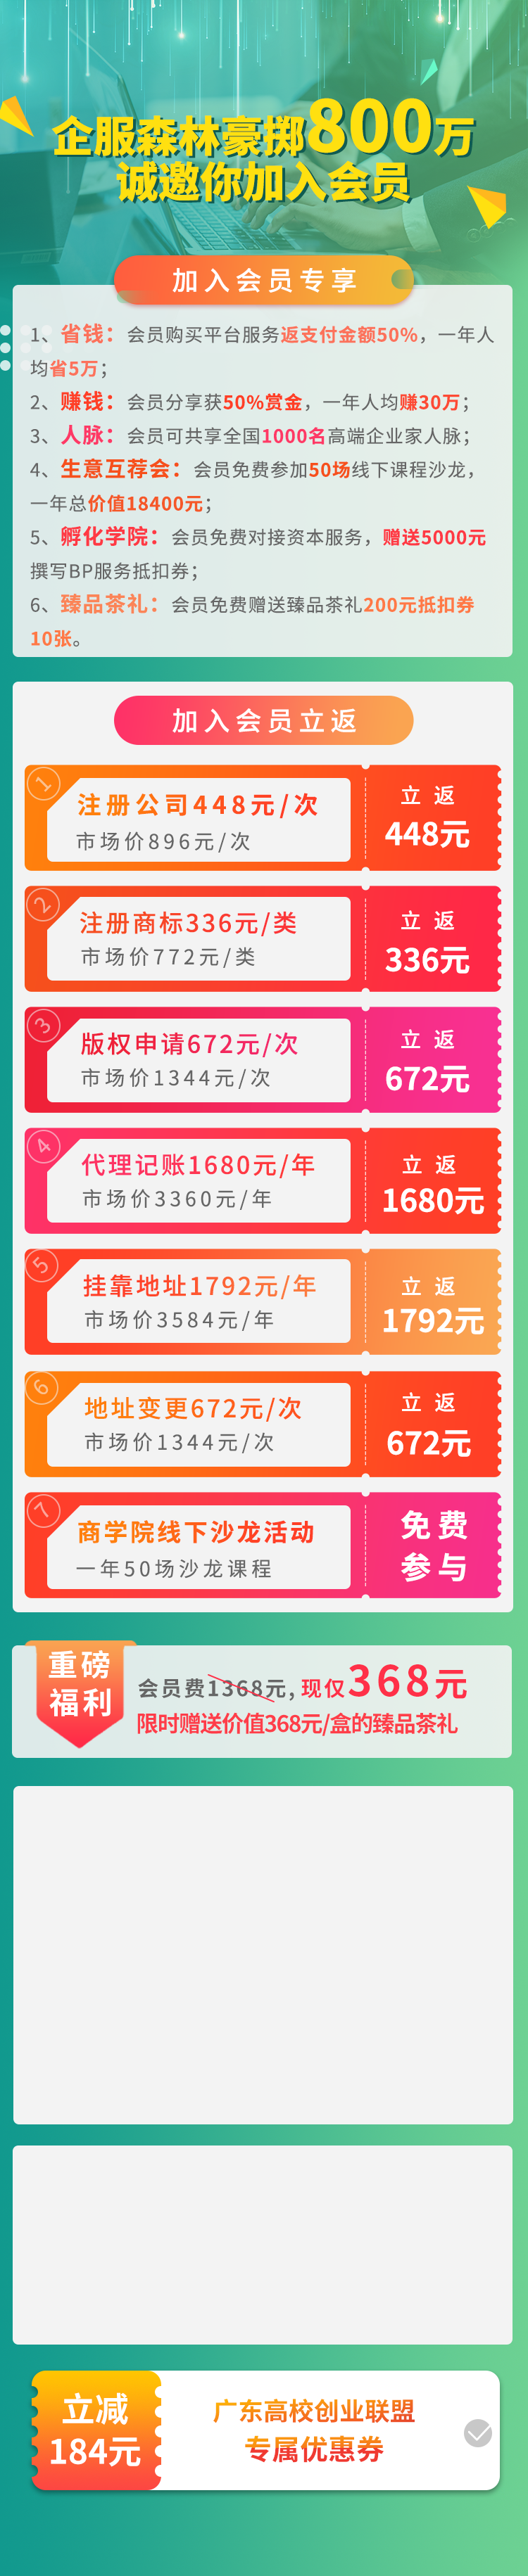 企服森林豪掷800万
诚邀你加入会员
加入会员专享
1、省钱：会员购买平台服务返支付金额50%，一年人
均省5万；
2、赚钱：会员分享获50%赏金，一年人均赚30万；
3、人脉：会员可共享全国1000名高端企业家人脉；
4、生意互荐会：会员免费参加50场线下课程沙龙，
一年总价值18400元；
5、孵化学院：会员免费对接资本服务，赠送5000元
撰写BP服务抵扣券；
6、臻品茶礼：会员免费赠送臻品茶礼200元抵扣券
10张。
加入会员立返
1
注册公司448元/次
市场价896元/次
立返
448元
2
注册商标336元/类
市场价772元/类
立返
336元
3
版权申请672元/次
市场价1344元/次
立返
672元
4
代理记账1680元/年
市场价3360元/年
立返
1680元
5
挂靠地址1792元/年
市场价3584元/年
立返
1792元
6
地址变更672元/次
市场价1344元/次
立返
672元
7
商学院线下沙龙活动
一年50场沙龙课程
免费
参与
重磅
福利
会员费1368元，现仅368元
限时赠送价值368元/盒的臻品茶礼
立减
184元
广东高校创业联盟
专属优惠券